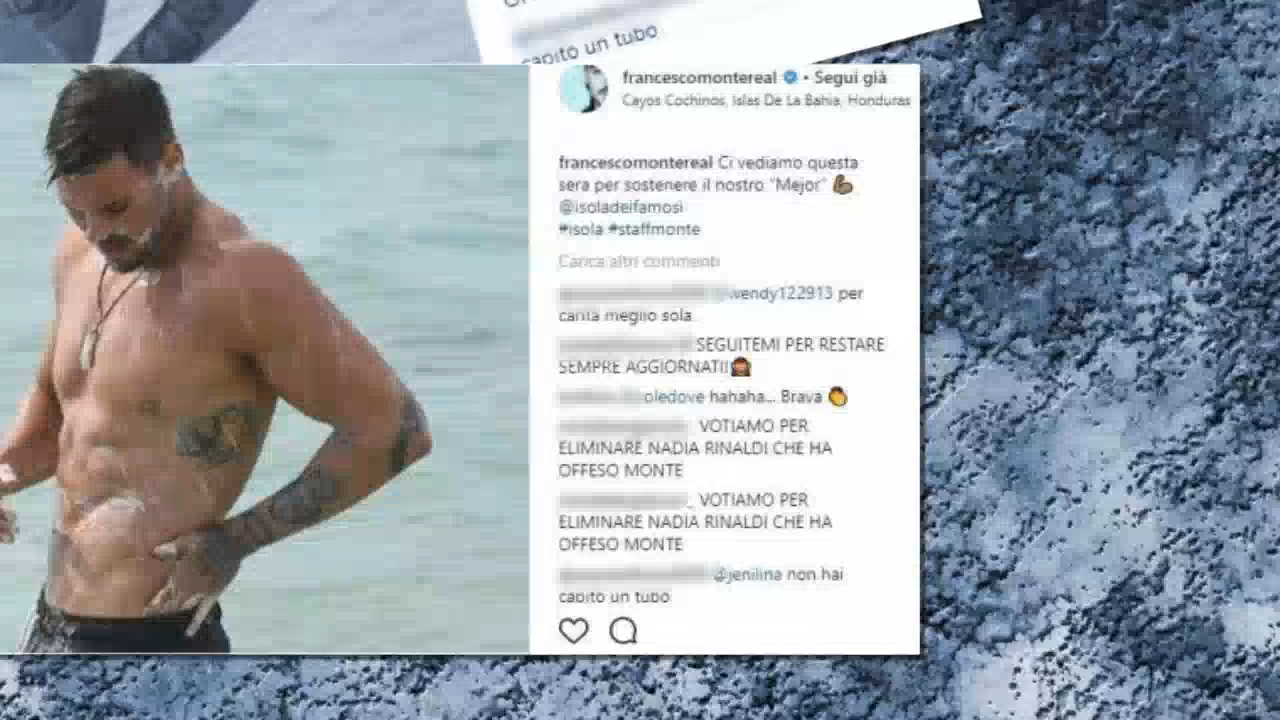 capito un tubo
francescomontereal • Segui già
Cayos Cochinos, Islas De La Bahia, Honduras
francescomontereal Ci vediamo questa
sera per sostenere il nostro "Mejor" 💪🏽
@isoladeifamosi
#isola #staffmonte
Carica altri commenti
wendy122913 per
carita meglio sola
SEGUITEMI PER RESTARE
SEMPRE AGGIORNATI!
oledove hahaha... Brava 👏
VOTIAMO PER
ELIMINARE NADIA RINALDI CHE HA
OFFESO MONTE
_ VOTIAMO PER
ELIMINARE NADIA RINALDI CHE HA
OFFESO MONTE
@jenilina non hai
capito un tubo